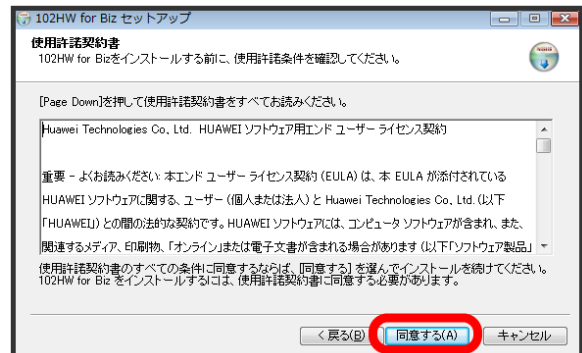 102HW for Biz セットアップ
使用許諾契約書
102HW for Bizをインストールする前に、使用許諾条件を確認してください。
[Page Down]を押して使用許諾契約書をすべてお読みください。
Huawei Technologies Co., Ltd. HUAWEI ソフトウェア用エンド ユーザー ライセンス契約
重要 – よくお読みください: 本エンド ユーザー ライセンス契約 (EULA) は、本 EULA が添付されている
HUAWEI ソフトウェアに関する、ユーザー (個人または法人) と Huawei Technologies Co., Ltd. (以下
「HUAWEI」) との間の法的な契約です。HUAWEI ソフトウェアには、コンピュータ ソフトウェアが含まれ、また、
関連するメディア、印刷物、「オンライン」または電子文書が含まれる場合があります (以下「ソフトウェア製品」
使用許諾契約書のすべての条件に同意するならば、[同意する] を選んでインストールを続けてください。
102HW for Biz をインストールするには、使用許諾契約書に同意する必要があります。
< 戻る(B) 同意する(A) キャンセル